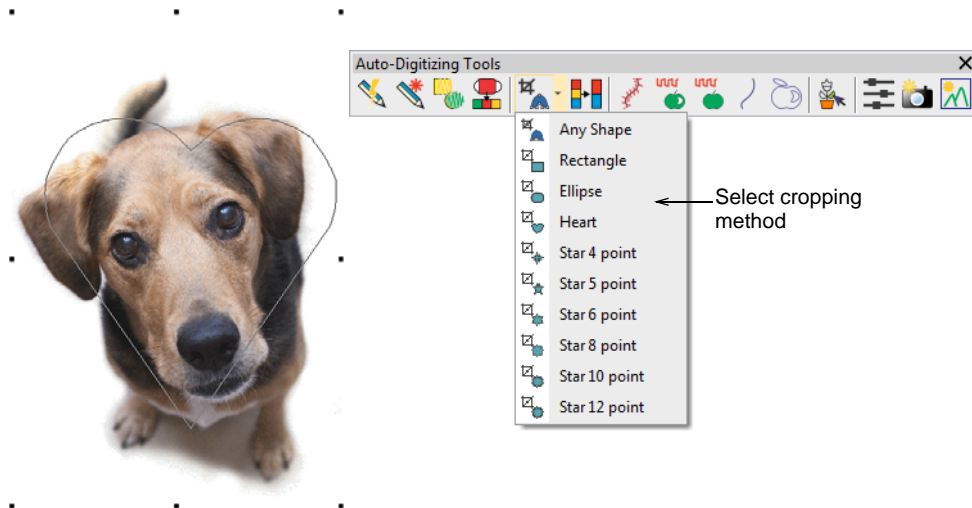 Auto-Digitizing Tools
Any Shape
Rectangle
Ellipse
Heart
Star 4 point
Star 5 point
Star 6 point
Star 8 point
Star 10 point
Star 12 point
Select cropping
method